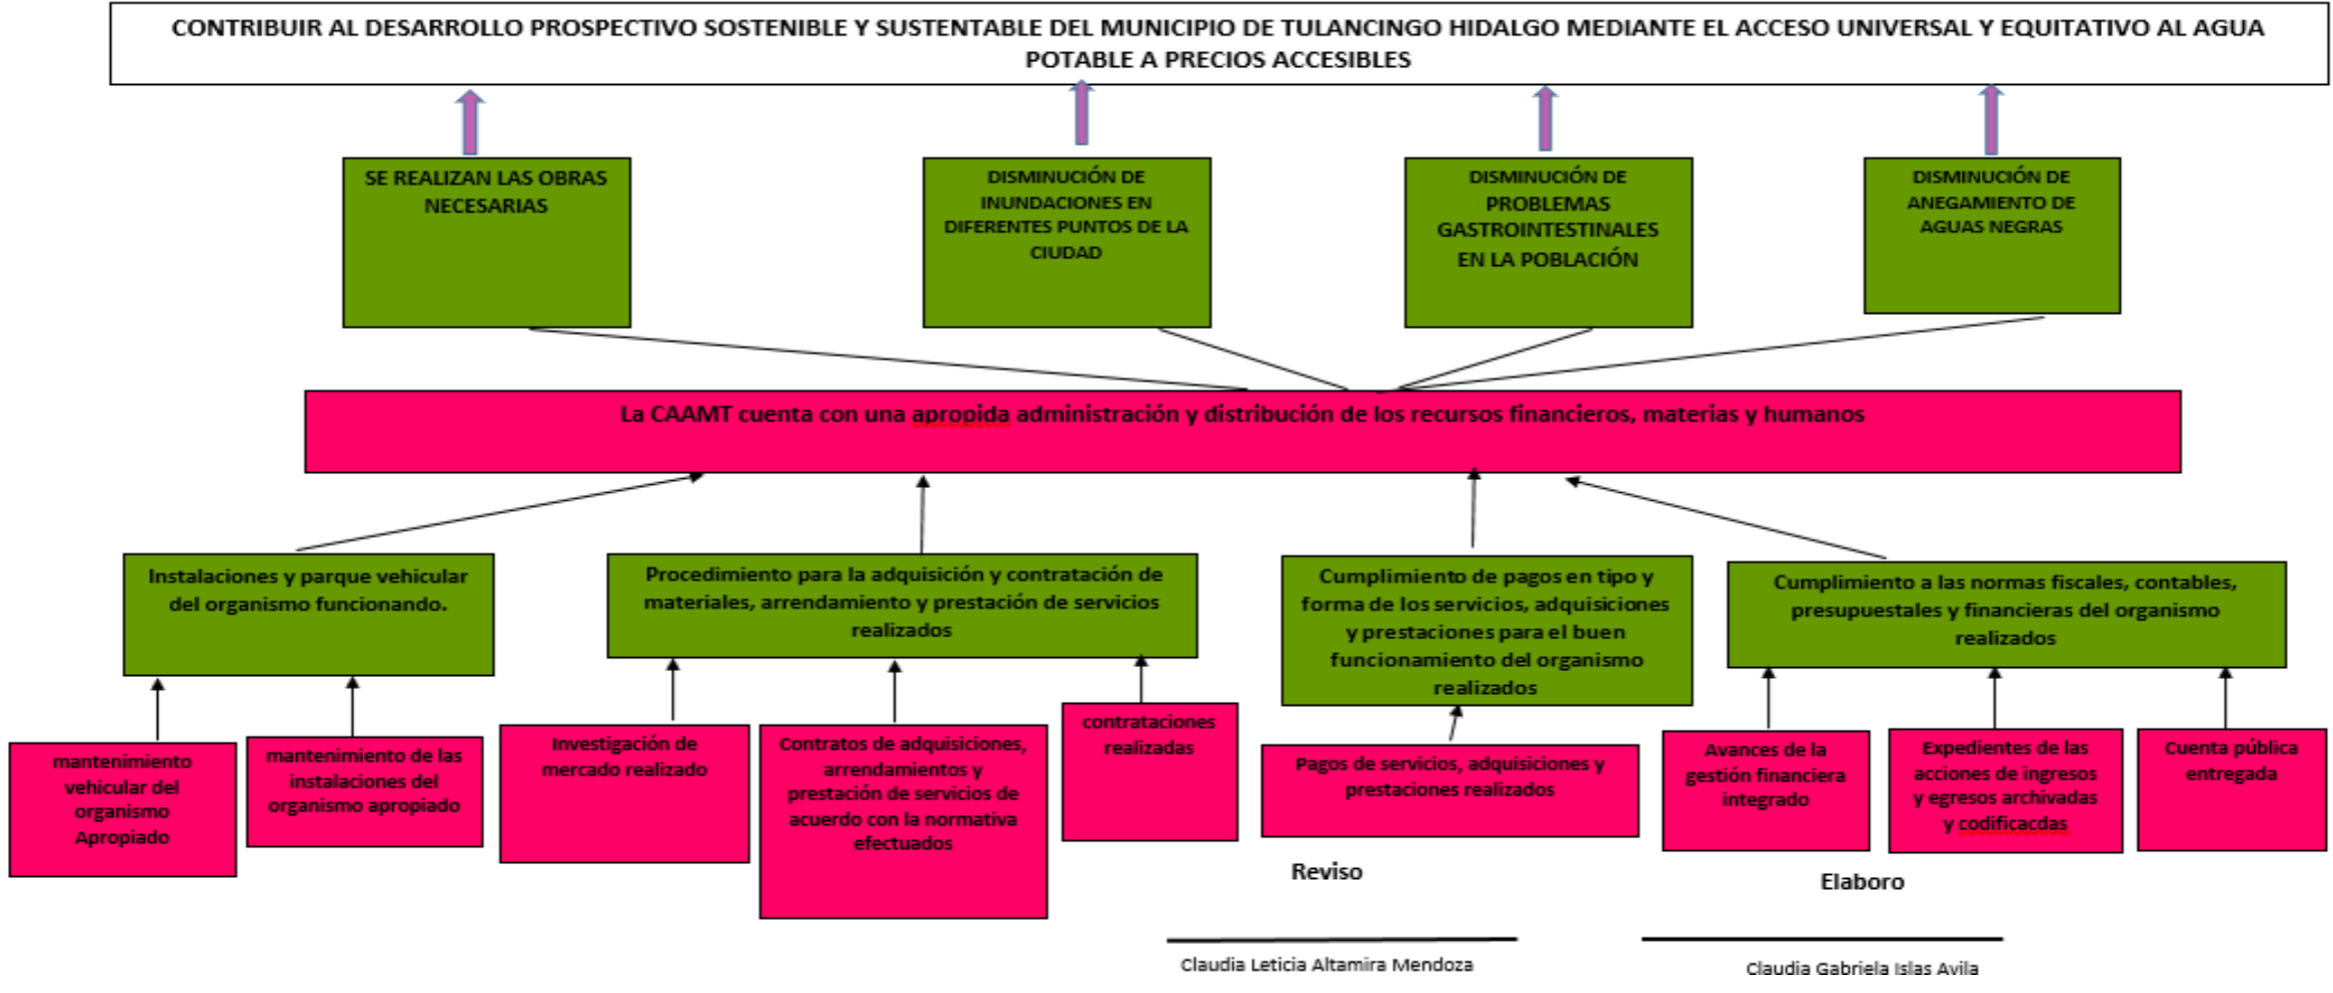 CONTRIBUIR AL DESARROLLO PROSPECTIVO SOSTENIBLE Y SUSTENTABLE DEL MUNICIPIO DE TULANCINGO HIDALGO MEDIANTE EL ACCESO UNIVERSAL Y EQUITATIVO AL AGUA
POTABLE A PRECIOS ACCESIBLES
SE REALIZAN LAS OBRAS
NECESARIAS
DISMINUCIÓN DE
INUNDACIONES EN
DIFERENTES PUNTOS DE LA
CIUDAD
DISMINUCIÓN DE
PROBLEMAS
GASTROINTESTINALES
EN LA POBLACIÓN
DISMINUCIÓN DE
ANEGAMIENTO DE
AGUAS NEGRAS
La CAAMT cuenta con una apropida administración y distribución de los recursos financieros, materias y humanos
Instalaciones y parque vehicular
del organismo funcionando.
Procedimiento para la adquisición y contratación de
materiales, arrendamiento y prestación de servicios
realizados
Cumplimiento de pagos en tipo y
forma de los servicios, adquisiciones
y prestaciones para el buen
funcionamiento del organismo
realizados
Cumplimiento a las normas fiscales, contables,
presupuestales y financieras del organismo
realizados
mantenimiento
vehicular del
organismo
Apropiado
mantenimiento de las
instalaciones del
organismo apropiado
Investigación de
mercado realizado
Contratos de adquisiciones,
arrendamientos y
prestación de servicios de
acuerdo con la normativa
efectuados
contrataciones
realizadas
Pagos de servicios, adquisiciones y
prestaciones realizados
Avances de la
gestión financiera
integrado
Expedientes de las
acciones de ingresos
y egresos archivadas
y codificacdas
Cuenta pública
entregada
Reviso
Elaboro
Claudia Leticia Altamira Mendoza
Claudia Gabriela Islas Avila